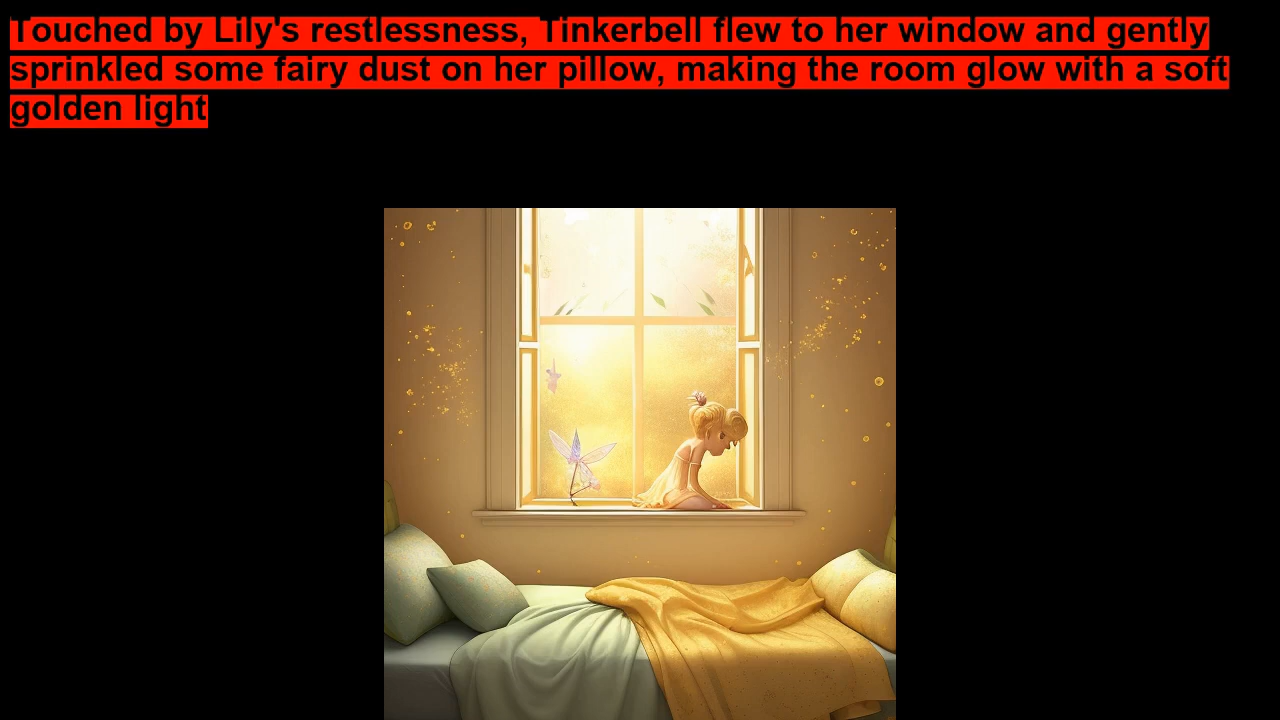 Touched by Lily's restlessness, Tinkerbell flew to her window and gently
sprinkled some fairy dust on her pillow, making the room glow with a soft
golden light